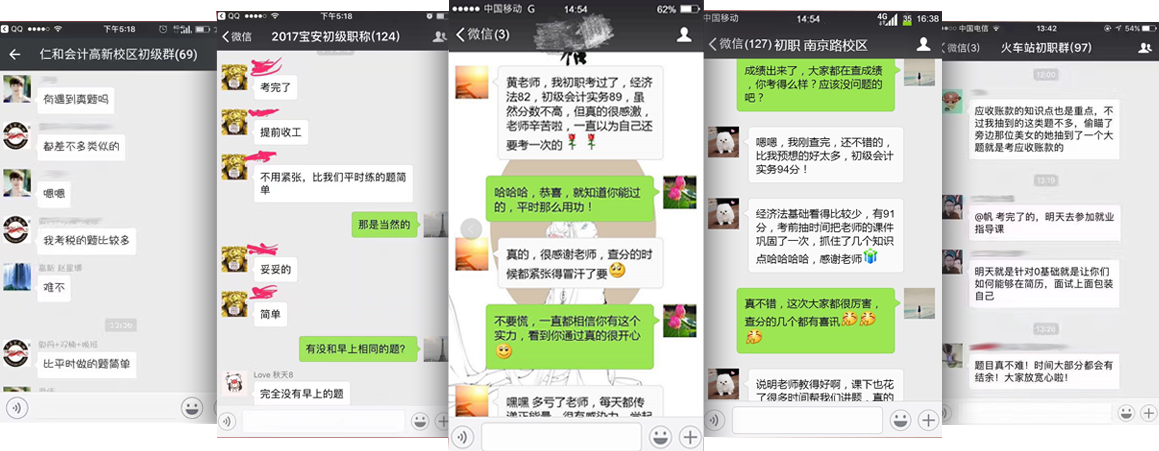 QQ
下午5:18
仁和会计高新校区初级群(69)
有遇到真题吗
都差不多类似的
嗯嗯
我考税的题比较多
高新 赵星博
难不
比平时做的题简单
QQ
下午5:18
微信
2017宝安初级职称(124)
考完了
提前收工
不用紧张，比我们平时练的题简
单
那是当然的
妥妥的
简单
有没和早上相同的题?
Love 秋天8
完全没有早上的题
中国移动 G
14:54
62%
微信(3)
黄老师，我初职考过了，经济
法82，初级会计实务89，虽
然分数不高，但真的很感激，
老师辛苦啦，一直以为自己还
要考一次的
哈哈哈，恭喜，就知道你能过
的，平时那么用功！
真的，很感谢老师，查分的时
候都紧张得冒汗了要
不要慌，一直都相信你有这个
实力，看到你通过真的很开心
嘿嘿 多亏了老师，每天都传
递正能量，很有感染力，学起
中国移动
14:54
4G
35
16:38
微信(127)
初职 南京路校区
成绩出来了，大家都在查成绩
，你考得么样？应该没问题的
吧？
嗯嗯，我刚查完，还不错的，
比我预想的好太多，初级会计
实务94分！
经济法基础看得比较少，有91
分，考前抽时间把老师的课件
巩固了一次，抓住了几个知识
点哈哈哈哈，感谢老师
真不错，这次大家都很厉害，
查分的几个都有喜讯
说明老师教得好啊，课下也花
了很多时间帮我们讲题，真的
中国电信
13:42
54%
微信(3)
火车站初职群(97)
13:00
应收账款的知识点也是重点，不
过我抽到的这类题不多，偷瞄了
旁边那位美女的她抽到了一个大
题就是考应收账款的
@帆 考完了的，明天去参加就业
指导课
明天就是针对0基础就是让你们
如何能够在简历，面试上面包装
自己
题目真不难！时间大部分都会有
结余！大家放宽心啦！